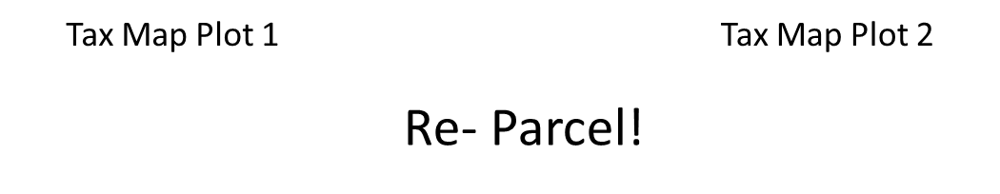 Tax Map Plot 1
Tax Map Plot 2
Re- Parcel!